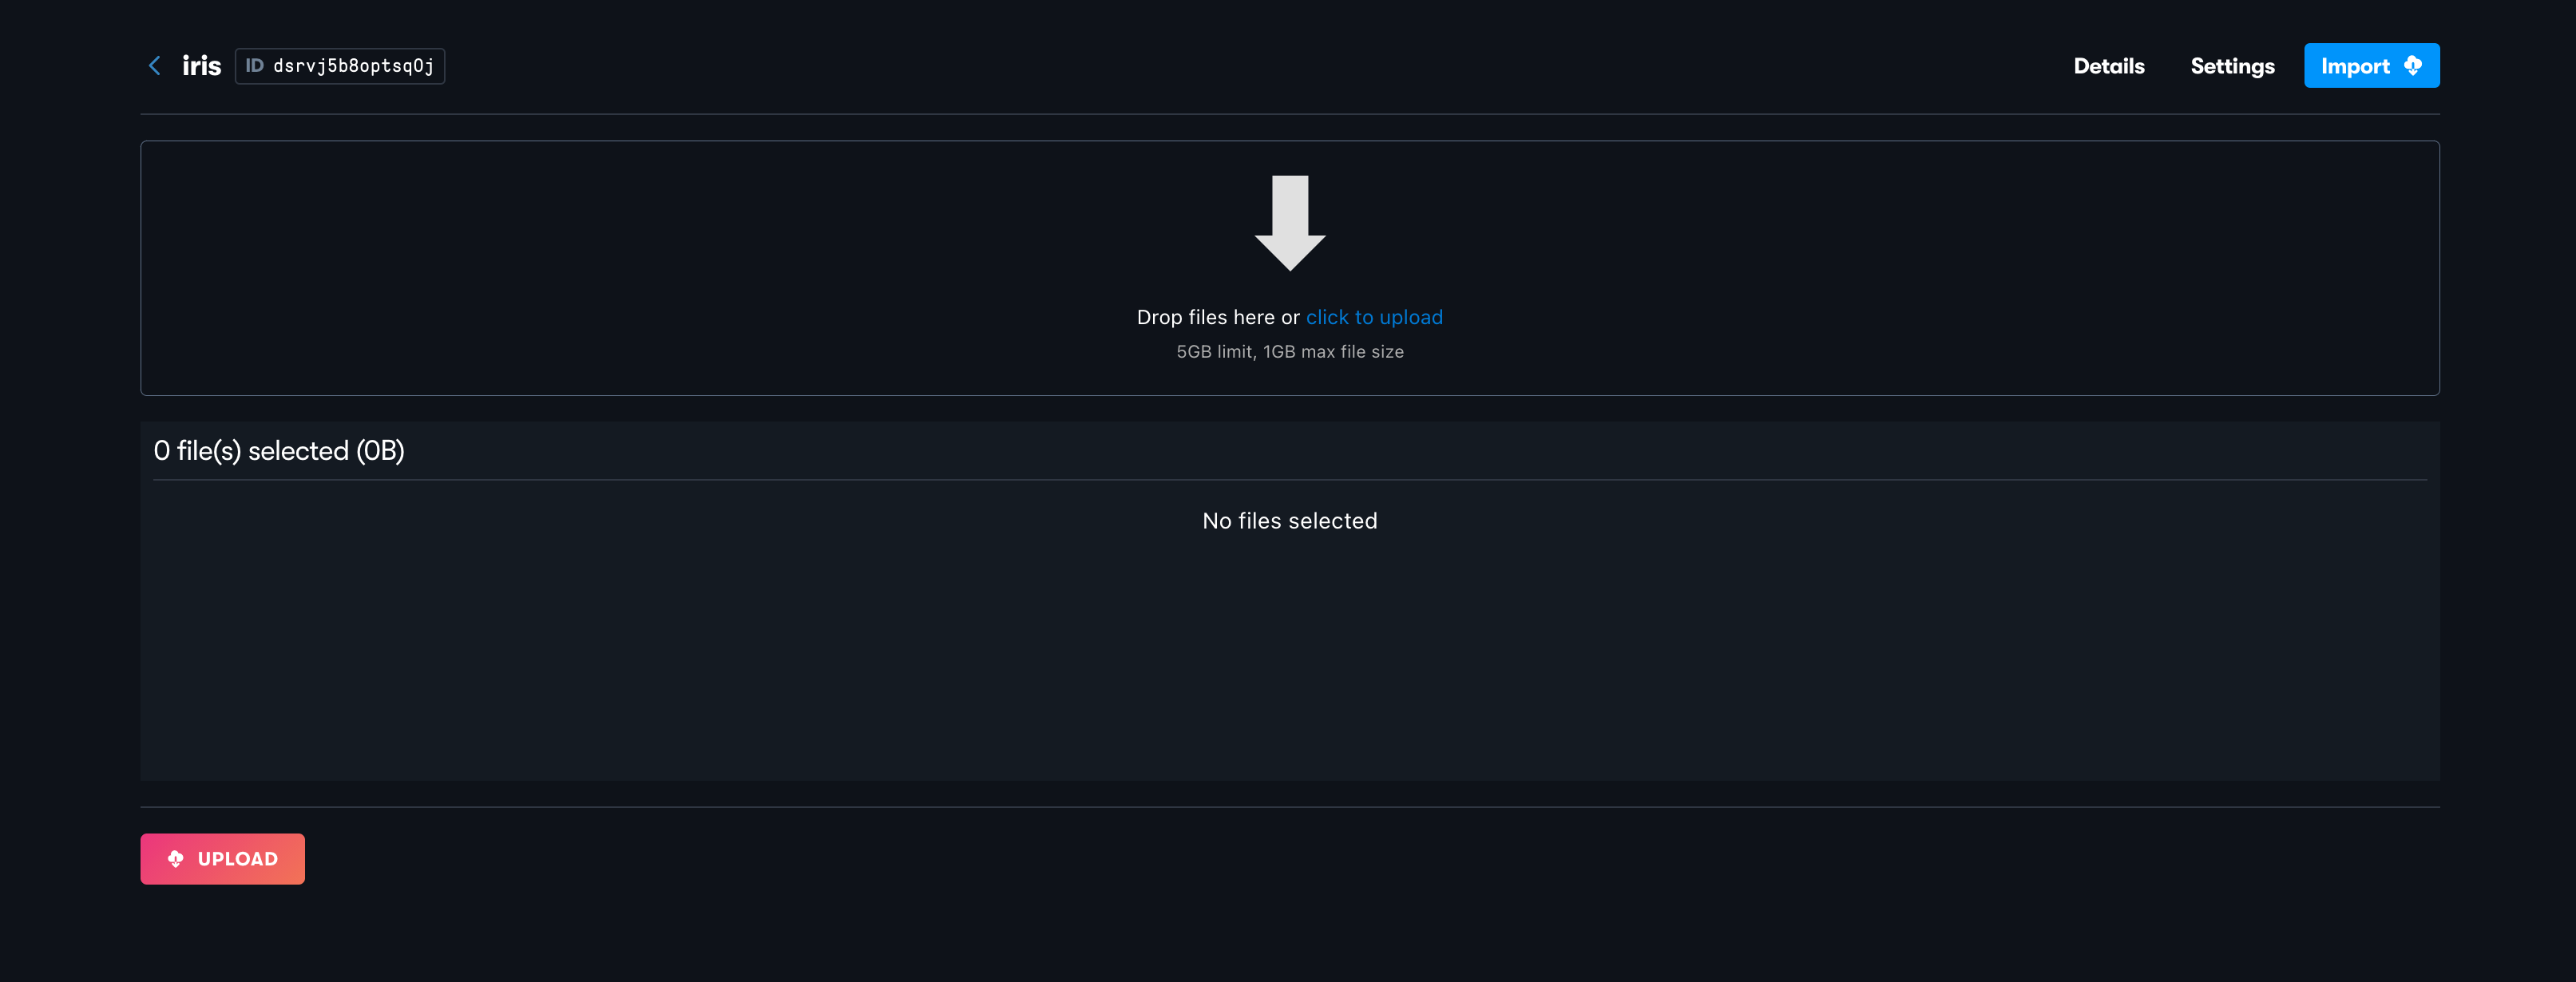 iris ID dsrvj5b8optsq0j Details Settings Import
Drop files here or click to upload
5GB limit, 1GB max file size
0 file(s) selected (0B)
No files selected
UPLOAD